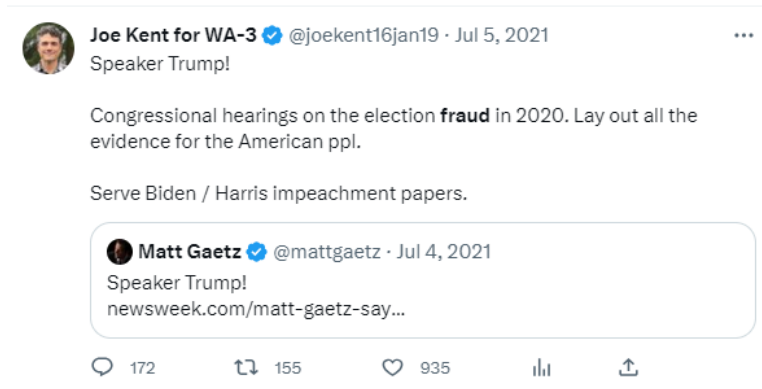 Joe Kent for WA-3 @joekent16jan19 · Jul 5, 2021
Speaker Trump!
Congressional hearings on the election fraud in 2020. Lay out all the
evidence for the American ppl.
Serve Biden / Harris impeachment papers.
Matt Gaetz @mattgaetz · Jul 4, 2021
Speaker Trump!
newsweek.com/matt-gaetz-say...
172 155 935